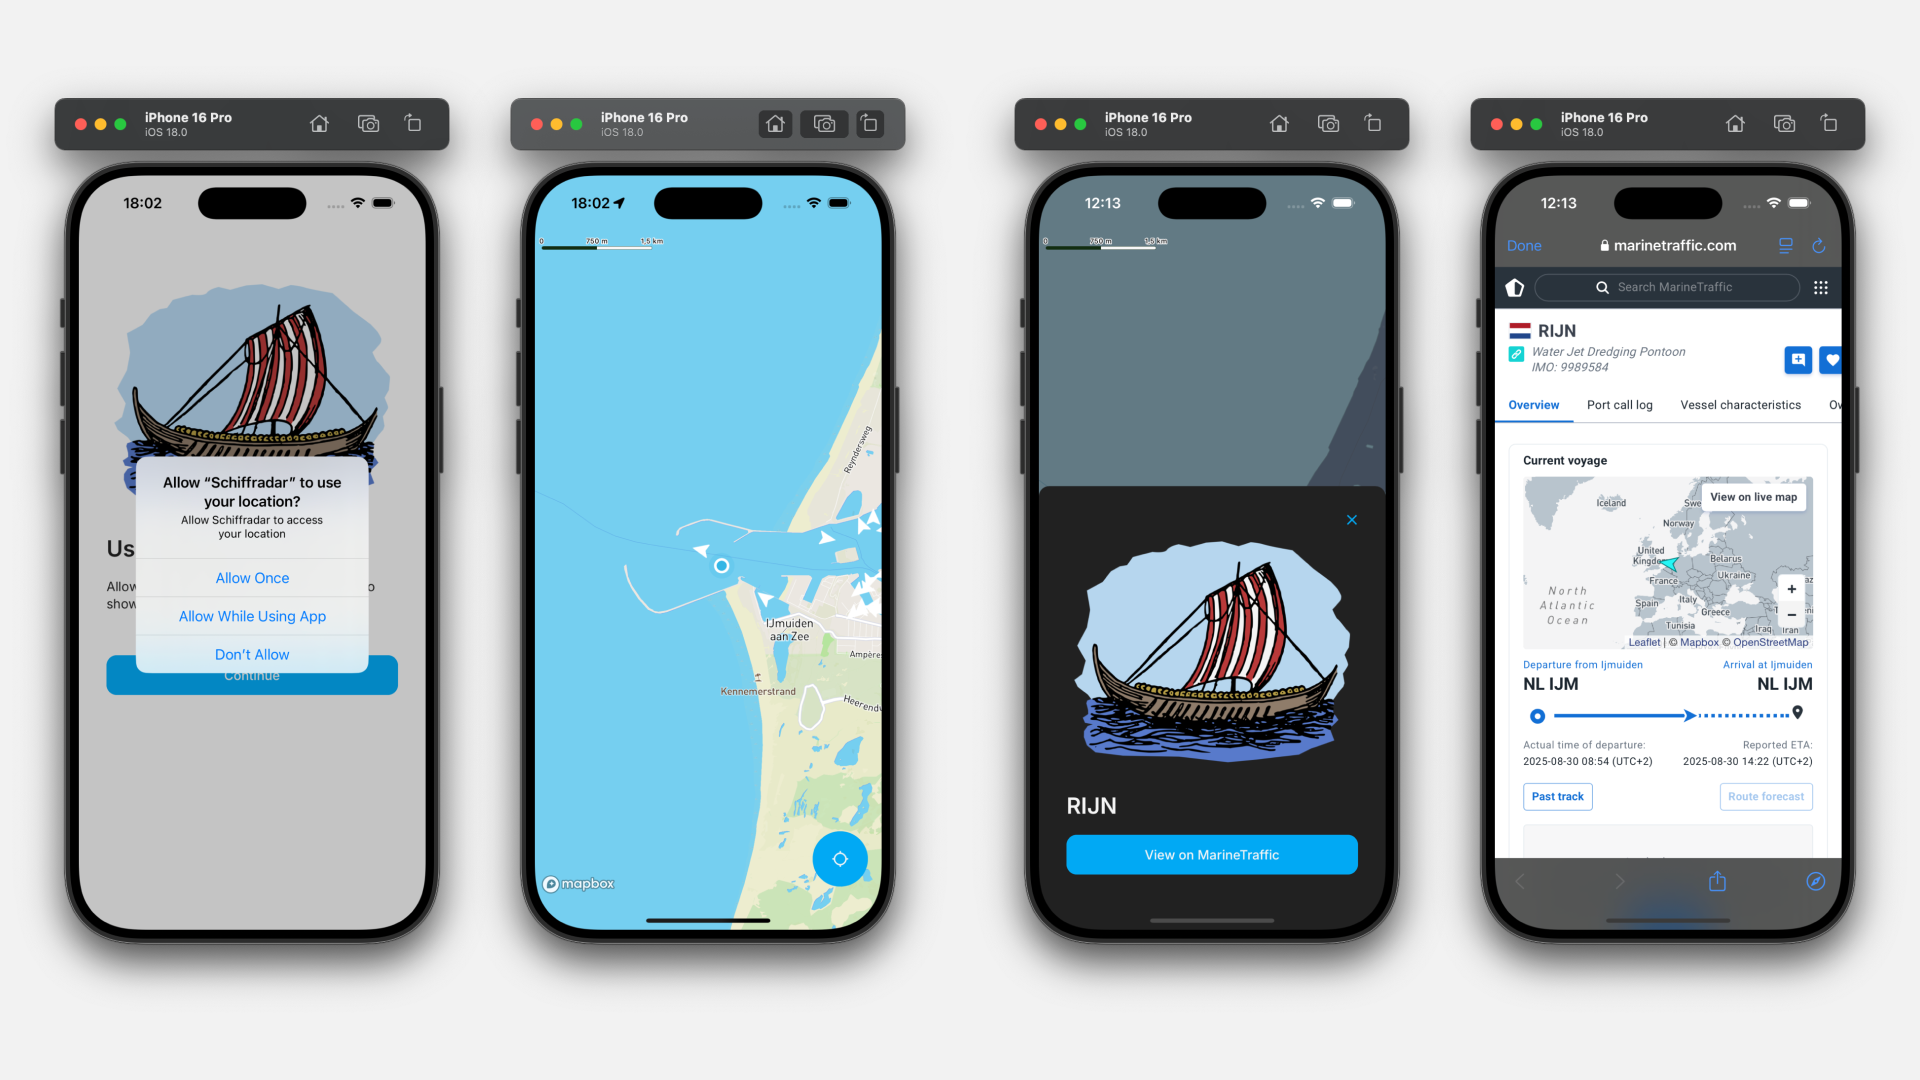 iPhone 16 Pro
iOS 18.0
18:02
Allow “Schiffradar” to use
your location?
Allow Schiffradar to access
your location
Us
Allow
o
show
Allow Once
Allow While Using App
Don’t Allow
Continue
iPhone 16 Pro
iOS 18.0
18:02
0 750 m 1,5 km
Reyndersweg
IJmuiden
aan Zee
Ampère
Kennemerstrand
Heerendu
mapbox
iPhone 16 Pro
iOS 18.0
12:13
0 750 m 1,5 km
RIJN
View on MarineTraffic
iPhone 16 Pro
iOS 18.0
12:13
Done marinetraffic.com
Search MarineTraffic
RIJN
Water Jet Dredging Pontoon
IMO: 9989584
Overview Port call log Vessel characteristics Ov
Current voyage
View on live map
Iceland
Swe
Norway
United
Kingdo
Belarus
France
Ukraine
az
North
Atlantic
Ocean
Spain
Italy
Greece
T
Tunisia
Iraq
Iran
+
−
Leaflet | © Mapbox © OpenStreetMap
Departure from Ijmuiden Arrival at Ijmuiden
NL IJM NL IJM
Actual time of departure: Reported ETA:
2025-08-30 08:54 (UTC+2) 2025-08-30 14:22 (UTC+2)
Past track Route forecast